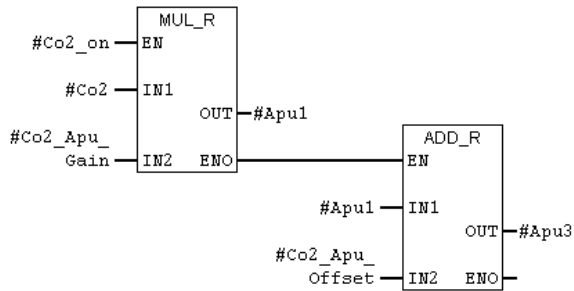 MUL_R
#Co2_on EN
#Co2 IN1
OUT #Apu1
#Co2_Apu_
Gain IN2 ENO
ADD_R
EN
#Apu1 IN1
OUT #Apu3
#Co2_Apu_
Offset IN2 ENO